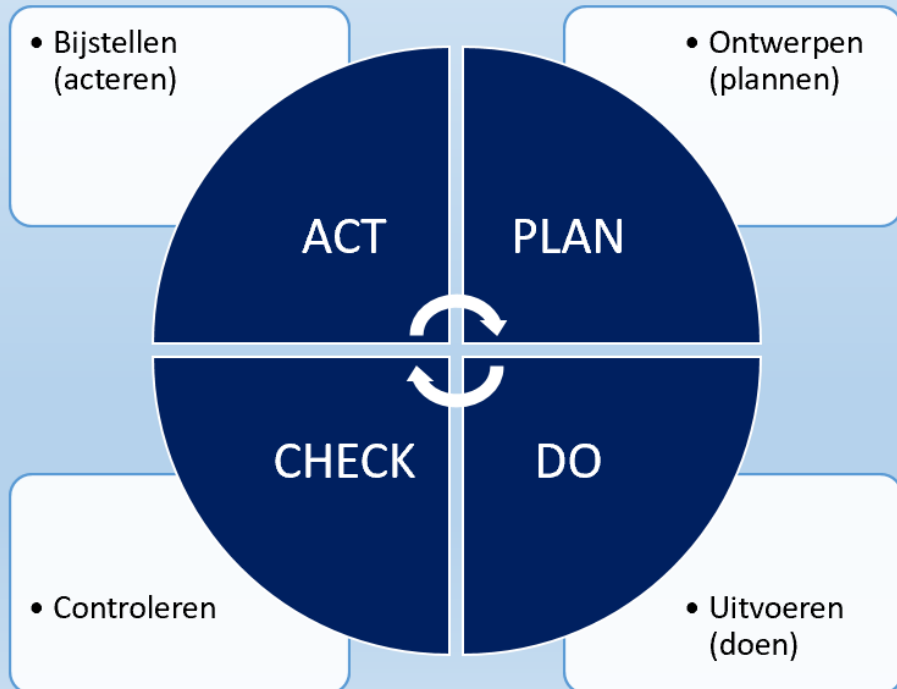 • Bijstellen
(acteren)
• Ontwerpen
(plannen)
ACT
PLAN
CHECK
DO
• Controleren
• Uitvoeren
(doen)